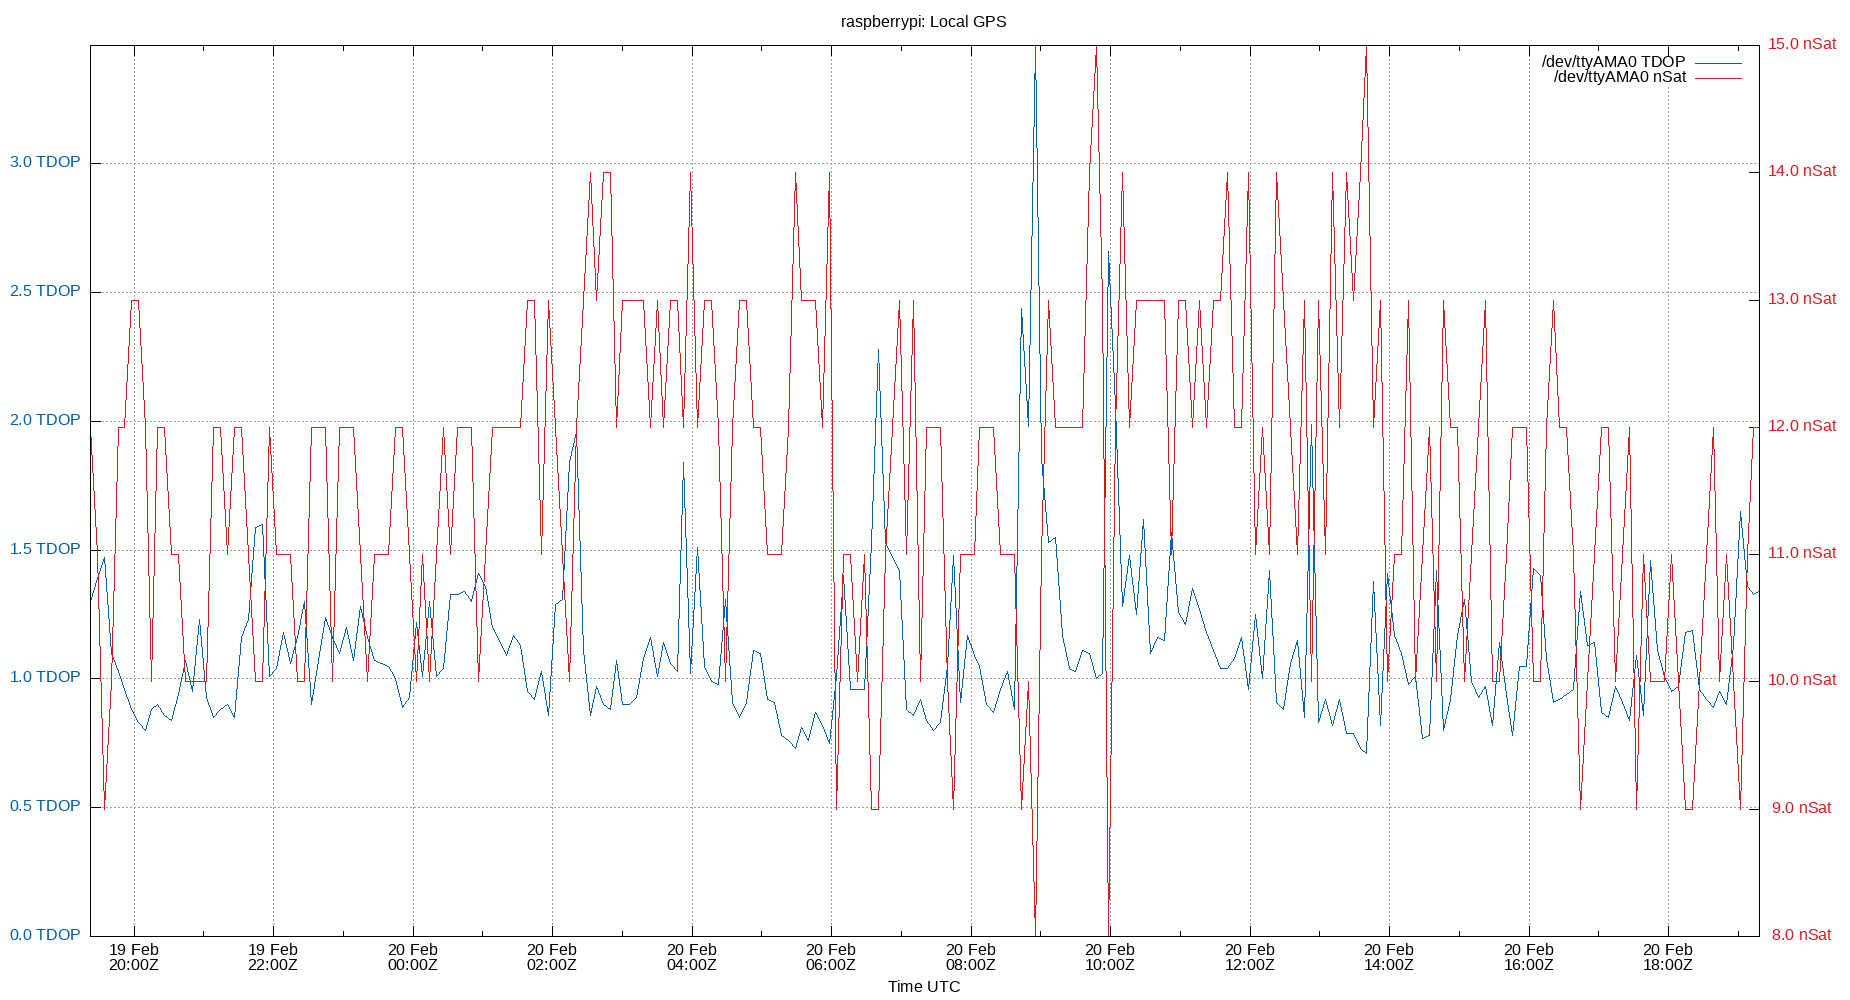 raspberrypi: Local GPS
15.0 nSat
/dev/ttyAMA0 TDOP
/dev/ttyAMA0 nSat
3.0 TDOP
14.0 nSat
2.5 TDOP
13.0 nSat
2.0 TDOP
12.0 nSat
1.5 TDOP
11.0 nSat
1.0 TDOP
10.0 nSat
0.5 TDOP
9.0 nSat
0.0 TDOP
8.0 nSat
19 Feb 19 Feb 20 Feb 20 Feb 20 Feb 20 Feb 20 Feb 20 Feb 20 Feb 20 Feb 20 Feb 20 Feb
20:00Z 22:00Z 00:00Z 02:00Z 04:00Z 06:00Z 08:00Z 10:00Z 12:00Z 14:00Z 16:00Z 18:00Z
Time UTC